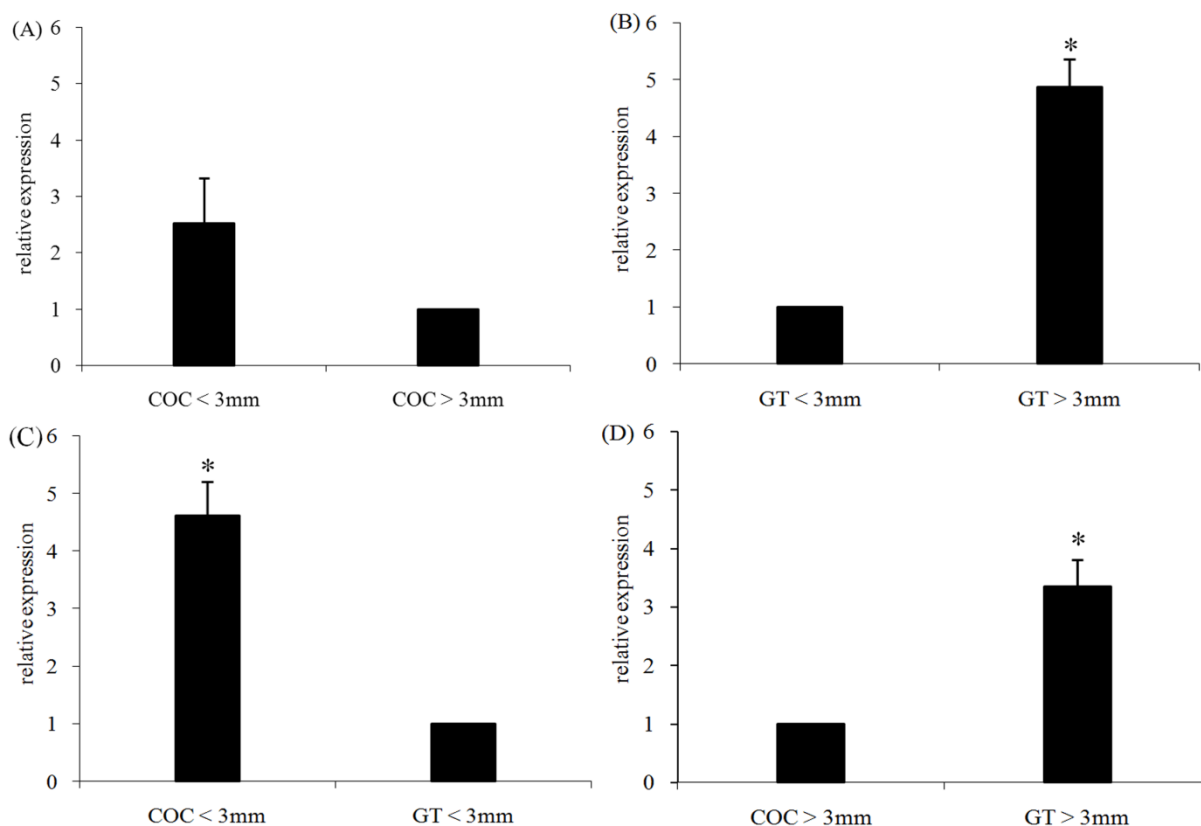 (A)
6
5
4
3
2
1
0
relative expression
COC < 3mm COC > 3mm
(B)
6
5
4
3
2
1
0
relative expression
*
GT < 3mm GT > 3mm
(C)
6
5
4
3
2
1
0
relative expression
*
COC < 3mm GT < 3mm
(D)
6
5
4
3
2
1
0
relative expression
*
COC > 3mm GT > 3mm